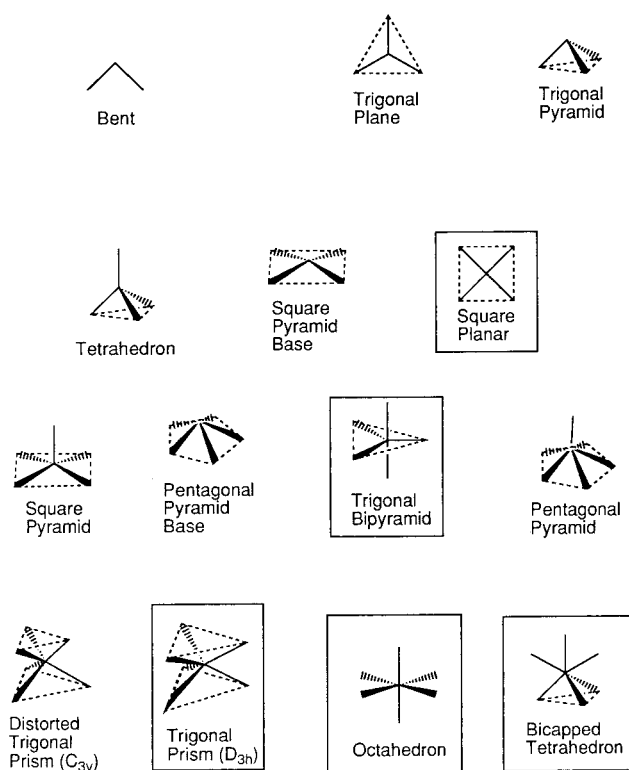 Bent
Trigonal
Plane
Trigonal
Pyramid
Tetrahedron
Square
Pyramid
Base
Square
Planar
Square
Pyramid
Pentagonal
Pyramid
Base
Trigonal
Bipyramid
Pentagonal
Pyramid
Distorted
Trigonal
Prism (C3v)
Trigonal
Prism (D3h)
Octahedron
Bicapped
Tetrahedron